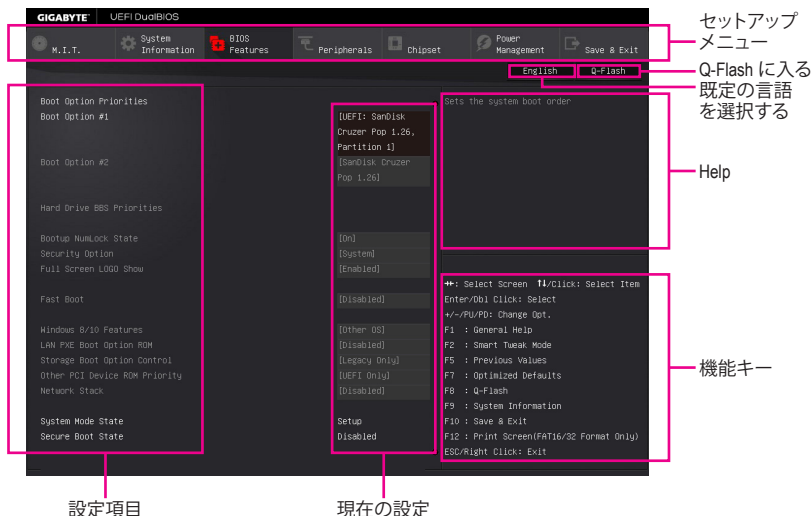 GIGABYTE™ UEFI DualBIOS
M.I.T.
System Information
BIOS Features
Peripherals
Chipset
Power Management
Save & Exit
セットアップ
メニュー
English
Q-Flash
Q-Flash に入る
既定の言語
を選択する
Boot Option Priorities
Boot Option #1 [UEFI: SanDisk
Cruzer Pop 1.26,
Partition 1]
Boot Option #2 [SanDisk Cruzer
Pop 1.26]
Hard Drive BBS Priorities
Bootup NumLock State [On]
Security Option [System]
Full Screen LOGO Show [Enabled]
Fast Boot [Disabled]
Windows 8/10 Features [Other OS]
LAN PXE Boot Option ROM [Disabled]
Storage Boot Option Control [Legacy Only]
Other PCI Device ROM Priority [UEFI Only]
Network Stack [Disabled]
System Mode State Setup
Secure Boot State Disabled
Sets the system boot order
Help
→←: Select Screen ↑↓/Click: Select Item
Enter/Dbl Click: Select
+/-/PU/PD: Change Opt.
F1 : General Help
F2 : Smart Tweak Mode
F5 : Previous Values
F7 : Optimized Defaults
F8 : Q-Flash
F9 : System Information
F10 : Save & Exit
F12 : Print Screen(FAT16/32 Format Only)
ESC/Right Click: Exit
機能キー
設定項目
現在の設定